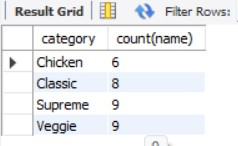 Result Grid Filter Rows:
category count(name)
Chicken 6
Classic 8
Supreme 9
Veggie 9